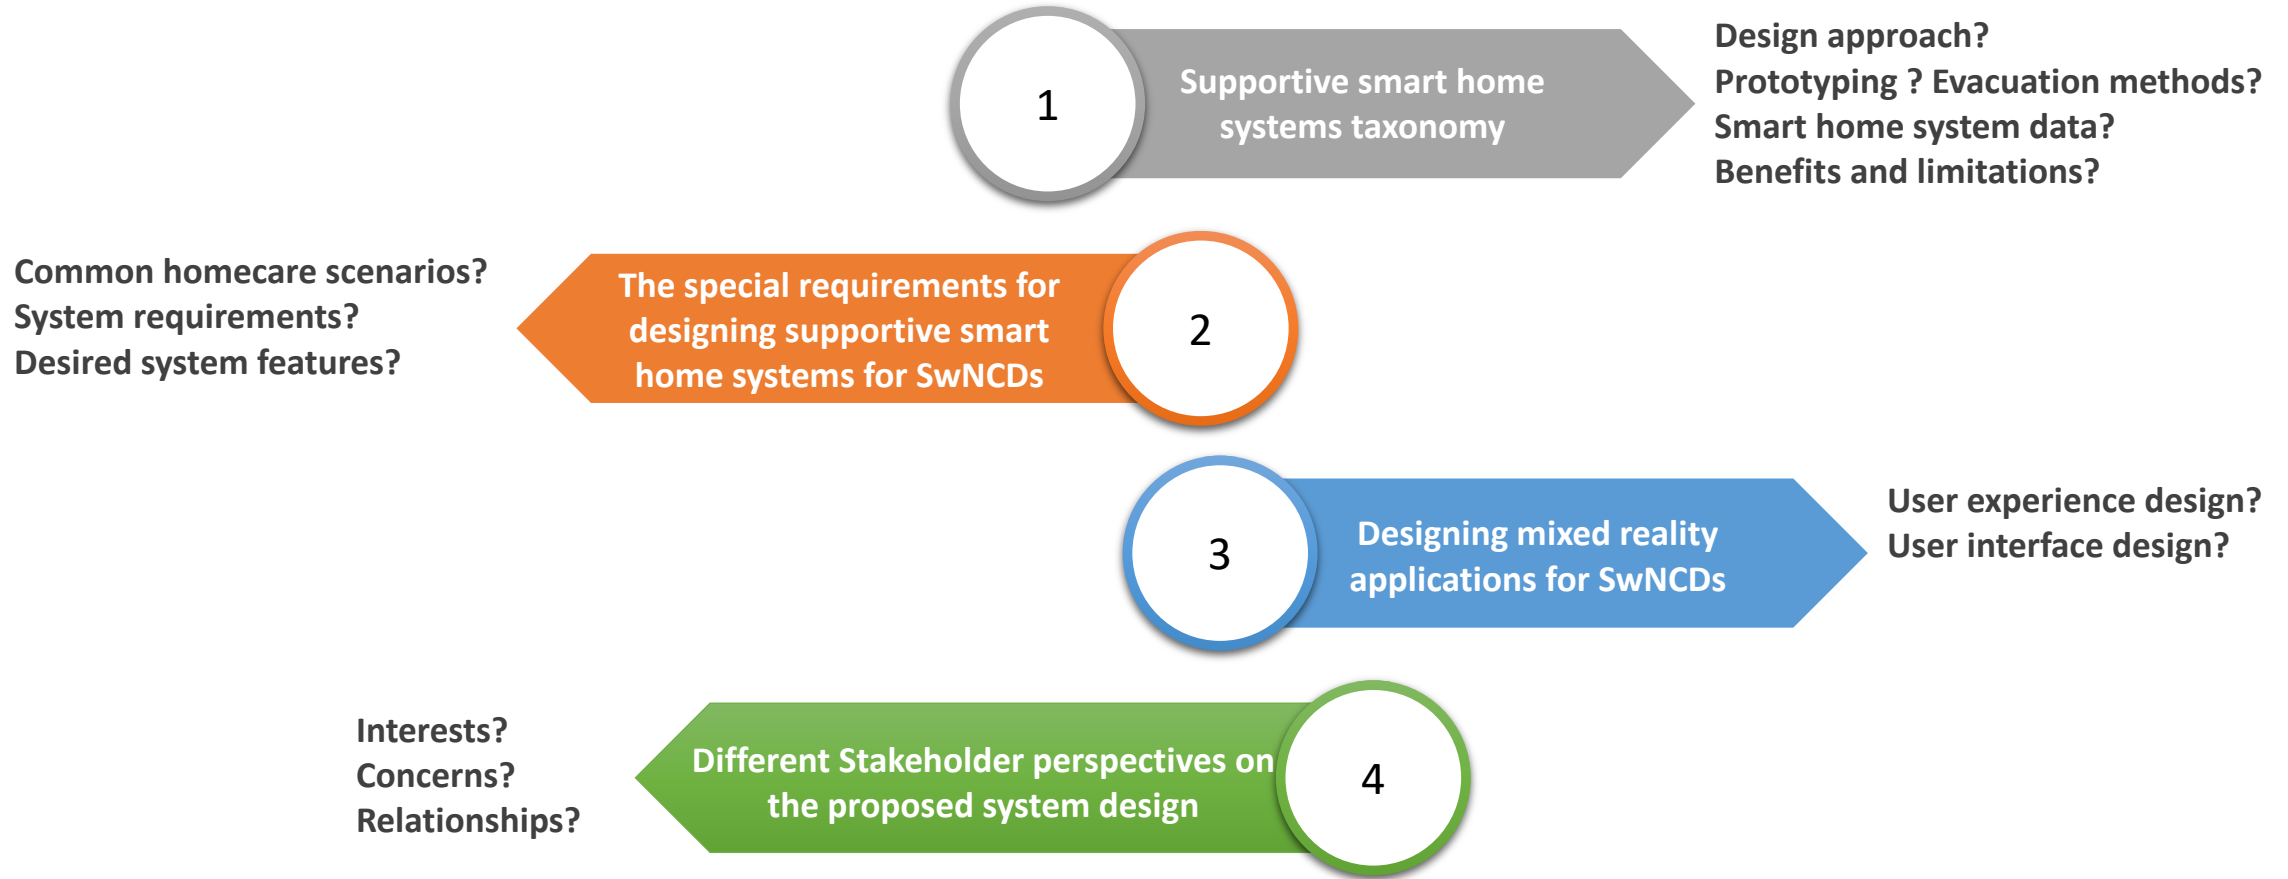 1
Supportive smart home
systems taxonomy
Design approach?
Prototyping ? Evacuation methods?
Smart home system data?
Benefits and limitations?
Common homecare scenarios?
System requirements?
Desired system features?
The special requirements for
designing supportive smart
home systems for SwNCDs
2
3
Designing mixed reality
applications for SwNCDs
User experience design?
User interface design?
Interests?
Concerns?
Relationships?
Different Stakeholder perspectives on
the proposed system design
4